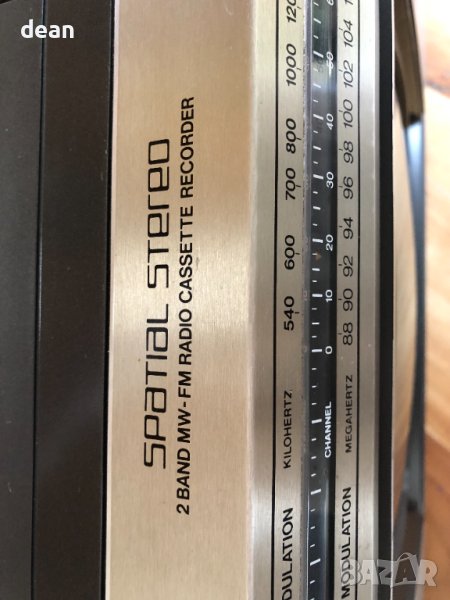 dean
SPATIAL STEREO
2 BAND MW-FM RADIO CASSETTE RECORDER
KILOHERTZ 540 600 700 800 1000
CHANNEL 0 10 20 30 40
MODULATION MEGAHERTZ 88 90 92 94 96 98 100 102 104
BAZAR